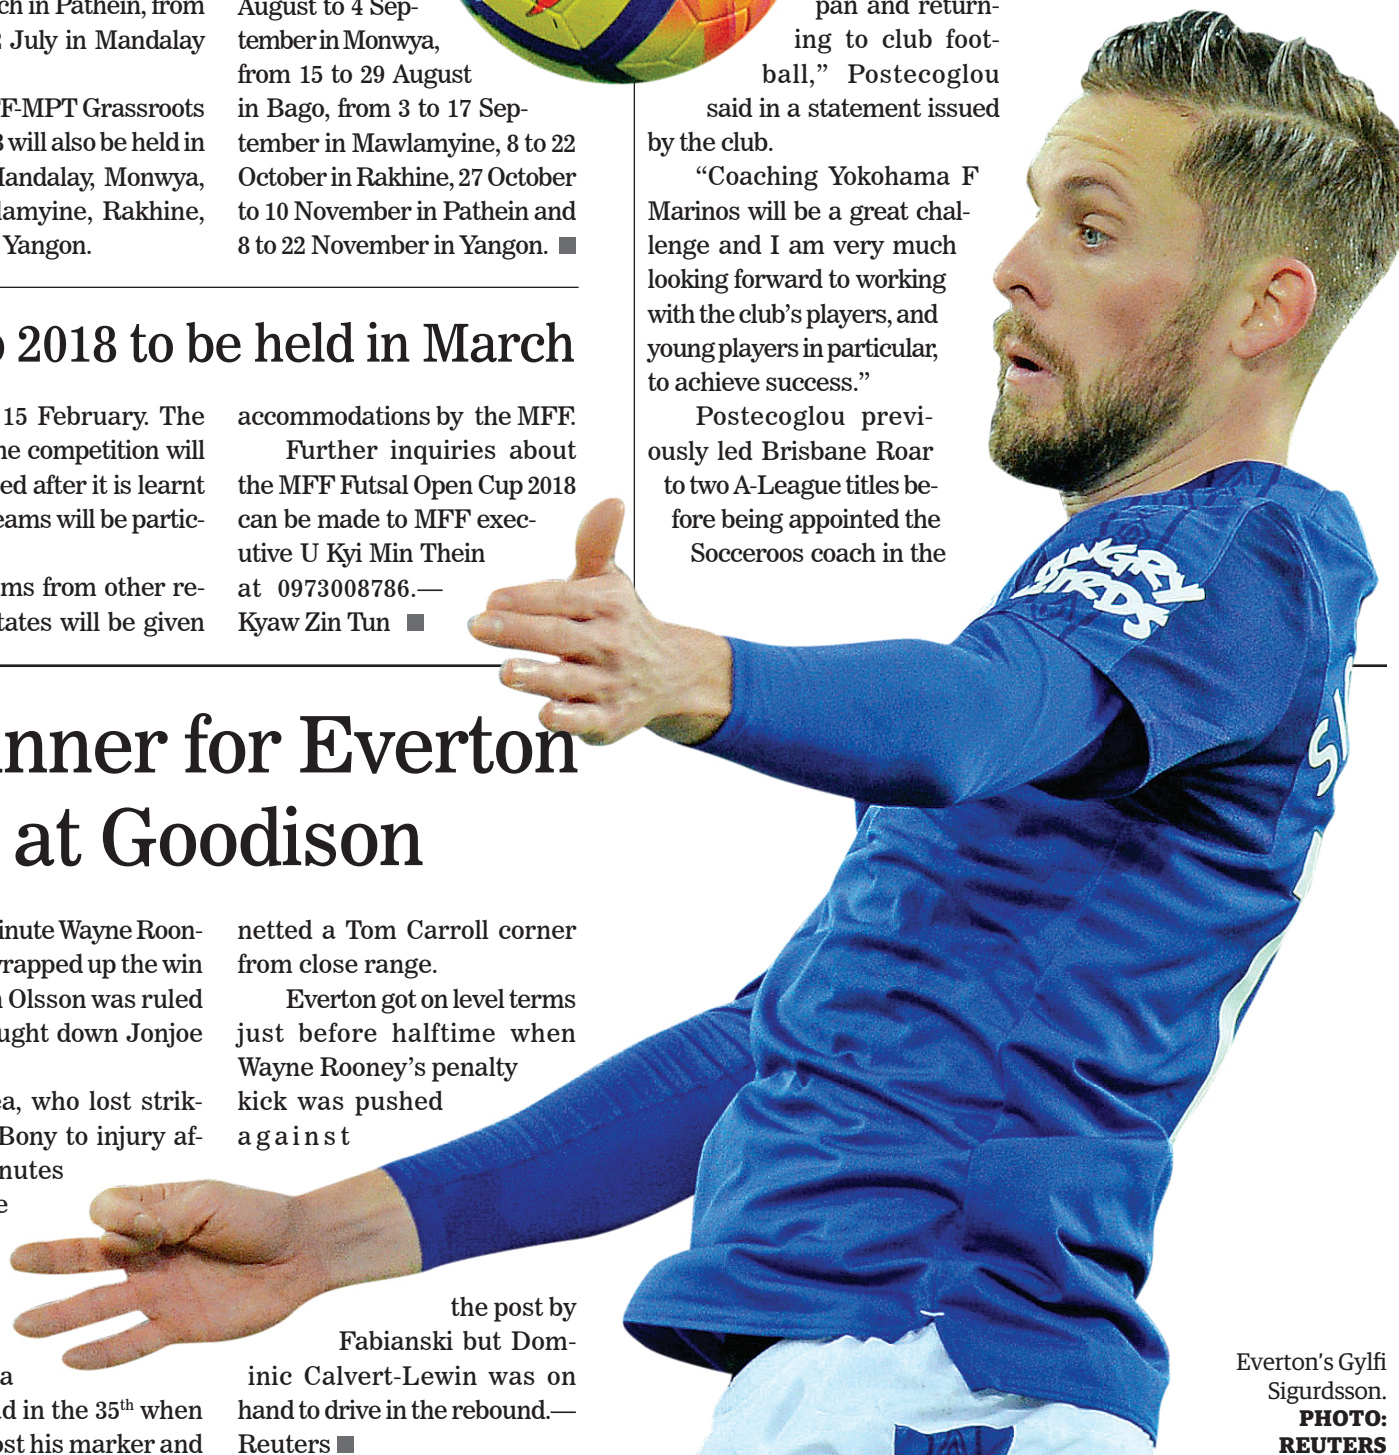 ch in Pathein, from
2 July in Mandalay
FF-MPT Grassroots
8 will also be held in
Mandalay, Monwya,
lamyine, Rakhine,
Yangon.
August to 4 Sep-
tember in Monwya,
from 15 to 29 August
in Bago, from 3 to 17 Sep-
tember in Mawlamyine, 8 to 22
October in Rakhine, 27 October
to 10 November in Pathein and
8 to 22 November in Yangon.
pan and return-
ing to club foot-
ball,” Postecoglou
said in a statement issued
by the club.
“Coaching Yokohama F
Marinos will be a great chal-
lenge and I am very much
looking forward to working
with the club’s players, and
young players in particular,
to achieve success.”
Postecoglou previ-
ously led Brisbane Roar
to two A-League titles be-
fore being appointed the
Socceroos coach in the
2018 to be held in March
15 February. The
he competition will
ed after it is learnt
eams will be partic-
ms from other re-
tates will be given
accommodations by the MFF.
Further inquiries about
the MFF Futsal Open Cup 2018
can be made to MFF exec-
utive U Kyi Min Thein
at 0973008786.—
Kyaw Zin Tun
nner for Everton
at Goodison
inute Wayne Roon-
wrapped up the win
n Olsson was ruled
ught down Jonjoe
ea, who lost strik-
Bony to injury af-
nutes
e
a
d in the 35th when
ost his marker and
netted a Tom Carroll corner
from close range.
Everton got on level terms
just before halftime when
Wayne Rooney’s penalty
kick was pushed
against
the post by
Fabianski but Dom-
inic Calvert-Lewin was on
hand to drive in the rebound.—
Reuters
ANGRY
BIRDS
Everton’s Gylfi
Sigurdsson.
PHOTO:
REUTERS